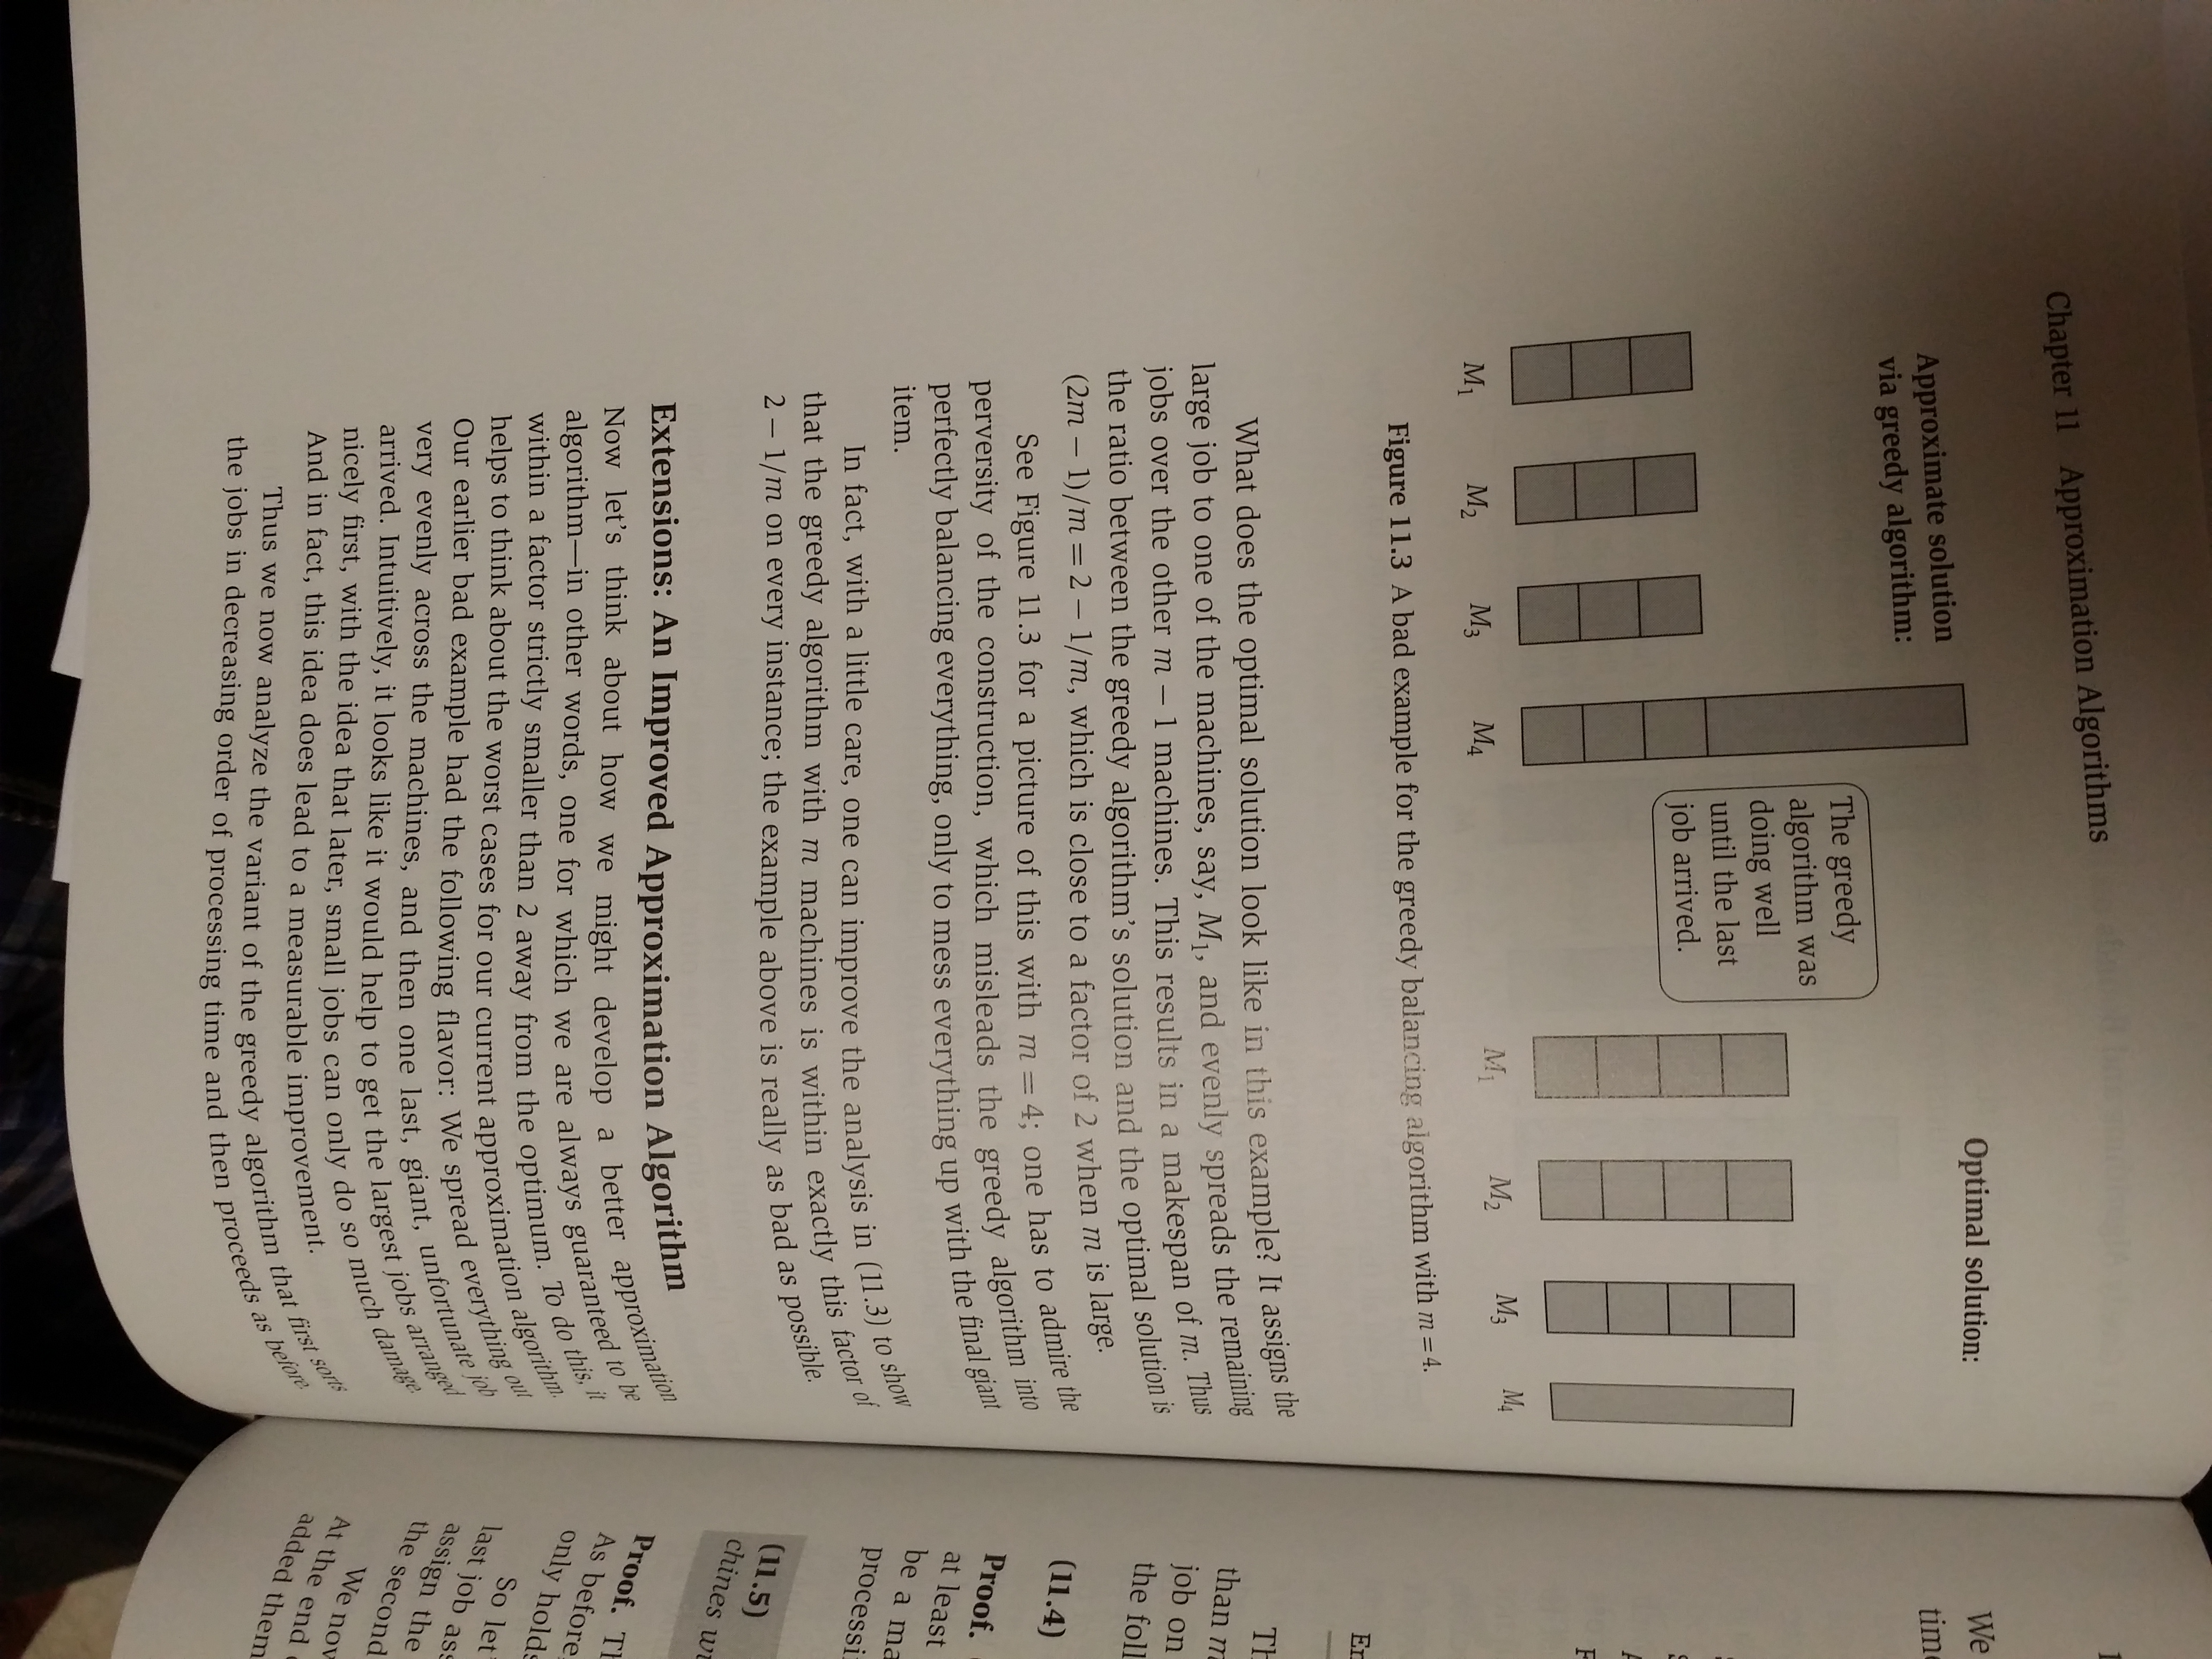 Chapter 11 Approximation Algorithms
Approximate solution
via greedy algorithm:
Optimal solution:
The greedy
algorithm was
doing well
until the last
job arrived.
M1 M2 M3 M4
M1 M2 M3 M4
Figure 11.3 A bad example for the greedy balancing algorithm with m = 4.
What does the optimal solution look like in this example? It assigns the
large job to one of the machines, say, M1, and evenly spreads the remaining
jobs over the other m − 1 machines. This results in a makespan of m. Thus
the ratio between the greedy algorithm's solution and the optimal solution is
(2m − 1)/m = 2 − 1/m, which is close to a factor of 2 when m is large.
See Figure 11.3 for a picture of this with m = 4; one has to admire the
perversity of the construction, which misleads the greedy algorithm into
perfectly balancing everything, only to mess everything up with the final giant
item.
In fact, with a little care, one can improve the analysis in (11.3) to show
that the greedy algorithm with m machines is within exactly this factor of
2 − 1/m on every instance; the example above is really as bad as possible.
Extensions: An Improved Approximation Algorithm
Now let's think about how we might develop a better approximation
algorithm—in other words, one for which we are always guaranteed to be
within a factor strictly smaller than 2 away from the optimum. To do this, it
helps to think about the worst cases for our current approximation algorithm.
Our earlier bad example had the following flavor: We spread everything out
very evenly across the machines, and then one last, giant, unfortunate job
arrived. Intuitively, it looks like it would help to get the largest jobs arranged
nicely first, with the idea that later, small jobs can only do so much damage.
And in fact, this idea does lead to a measurable improvement.
Thus we now analyze the variant of the greedy algorithm that first sorts
the jobs in decreasing order of processing time and then proceeds as before
We
time
Th
than m
job on
the foll
(11.4)
Proof.
at least
be a ma
processi
(11.5)
chines wi
Proof. Th
As before,
only holds
So let
last job ass
assign the
the second
We now
At the end
added them